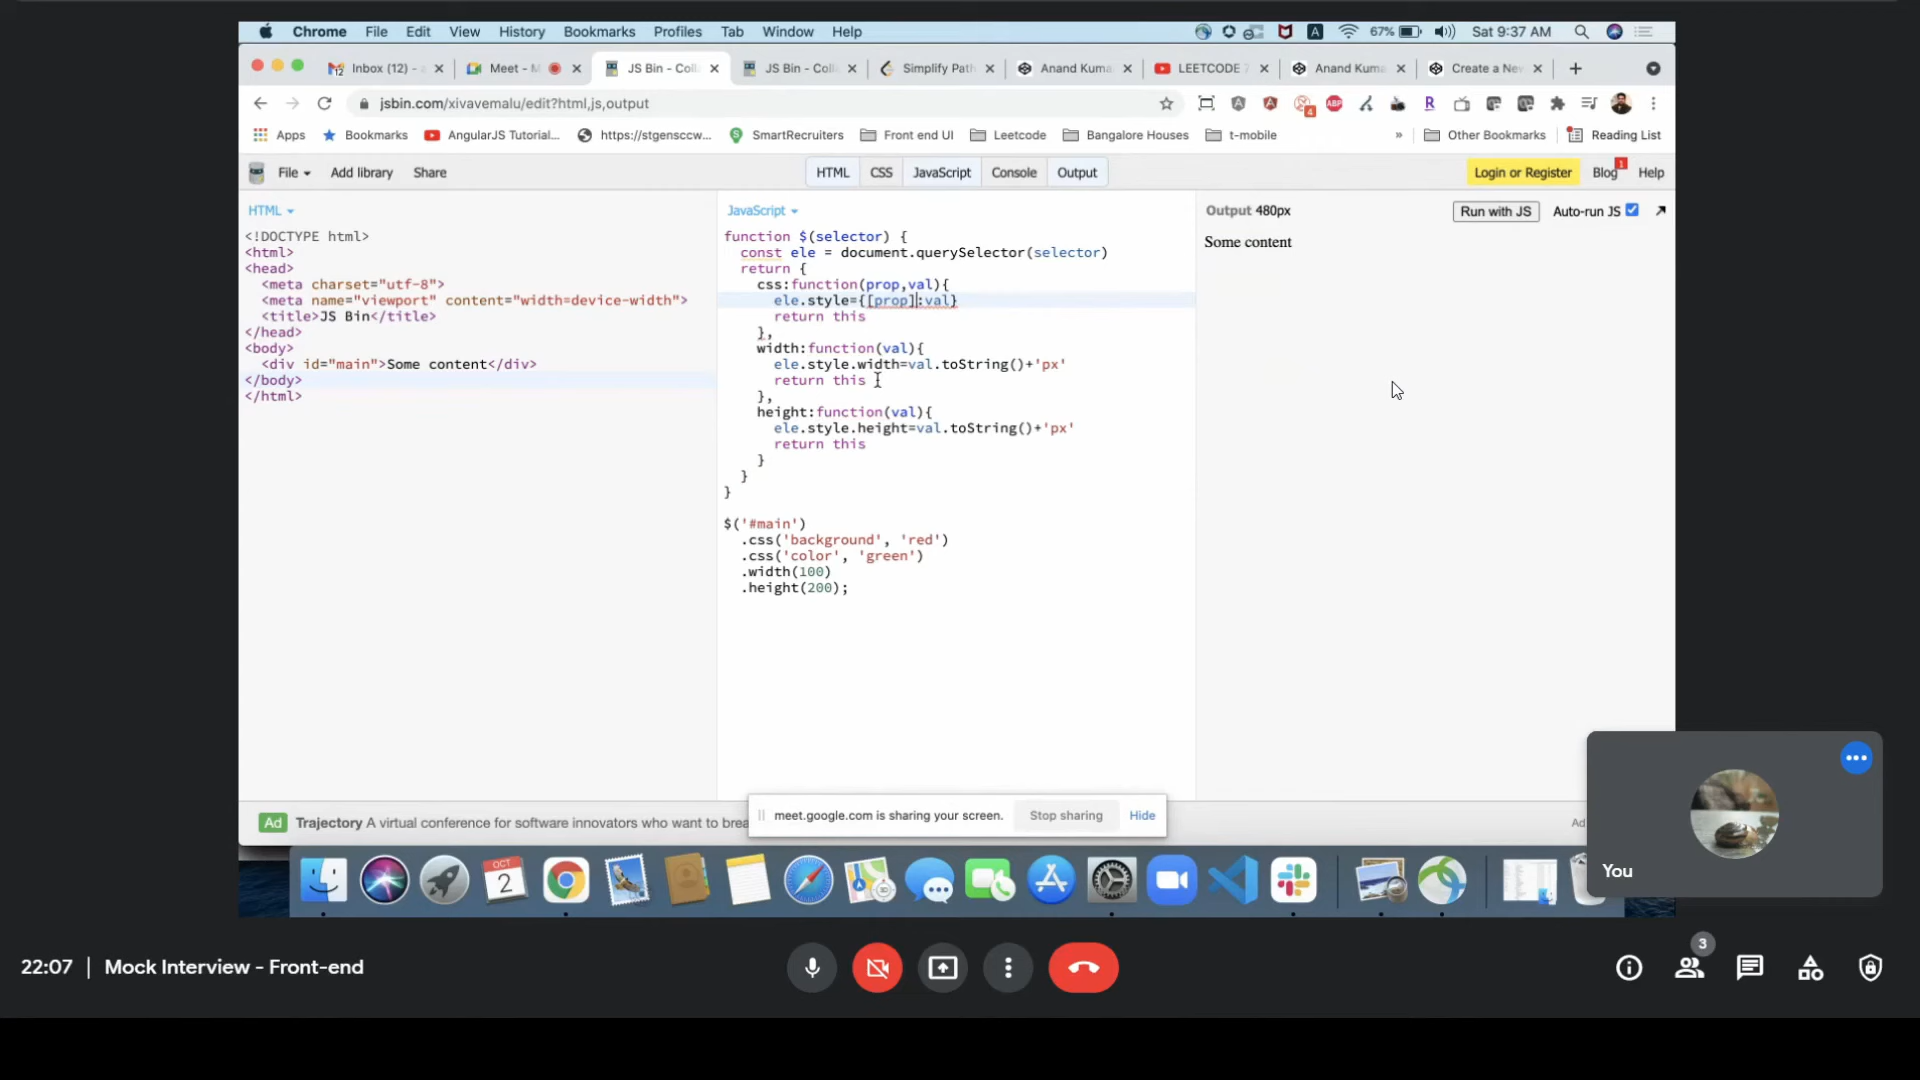 Chrome File Edit View History Bookmarks Profiles Tab Window Help
A 67% Sat 9:37 AM
Inbox (12) - Meet - M JS Bin - Coll JS Bin - Coll Simplify Path Anand Kuma LEETCODE 7 Anand Kuma Create a New
jsbin.com/xivavemalu/edit?html,js,output
4 ABP R
Apps Bookmarks AngularJS Tutorial... https://stgensccw... SmartRecruiters Front end UI Leetcode Bangalore Houses t-mobile » Other Bookmarks Reading List
File Add library Share HTML CSS JavaScript Console Output Login or Register Blog 1 Help
HTML
<!DOCTYPE html>
<html>
<head>
<meta charset="utf-8">
<meta name="viewport" content="width=device-width">
<title>JS Bin</title>
</head>
<body>
<div id="main">Some content</div>
</body>
</html>
JavaScript
function $(selector) {
const ele = document.querySelector(selector)
return {
css:function(prop,val){
ele.style={[prop]:val}
return this
},
width:function(val){
ele.style.width=val.toString()+'px'
return this
},
height:function(val){
ele.style.height=val.toString()+'px'
return this
}
}
}
$('#main')
.css('background', 'red')
.css('color', 'green')
.width(100)
.height(200);
Output 480px Run with JS Auto-run JS
Some content
Ad Trajectory A virtual conference for software innovators who want to brea
meet.google.com is sharing your screen. Stop sharing Hide
Ad
OCT
2
You
22:07 | Mock Interview - Front-end
3